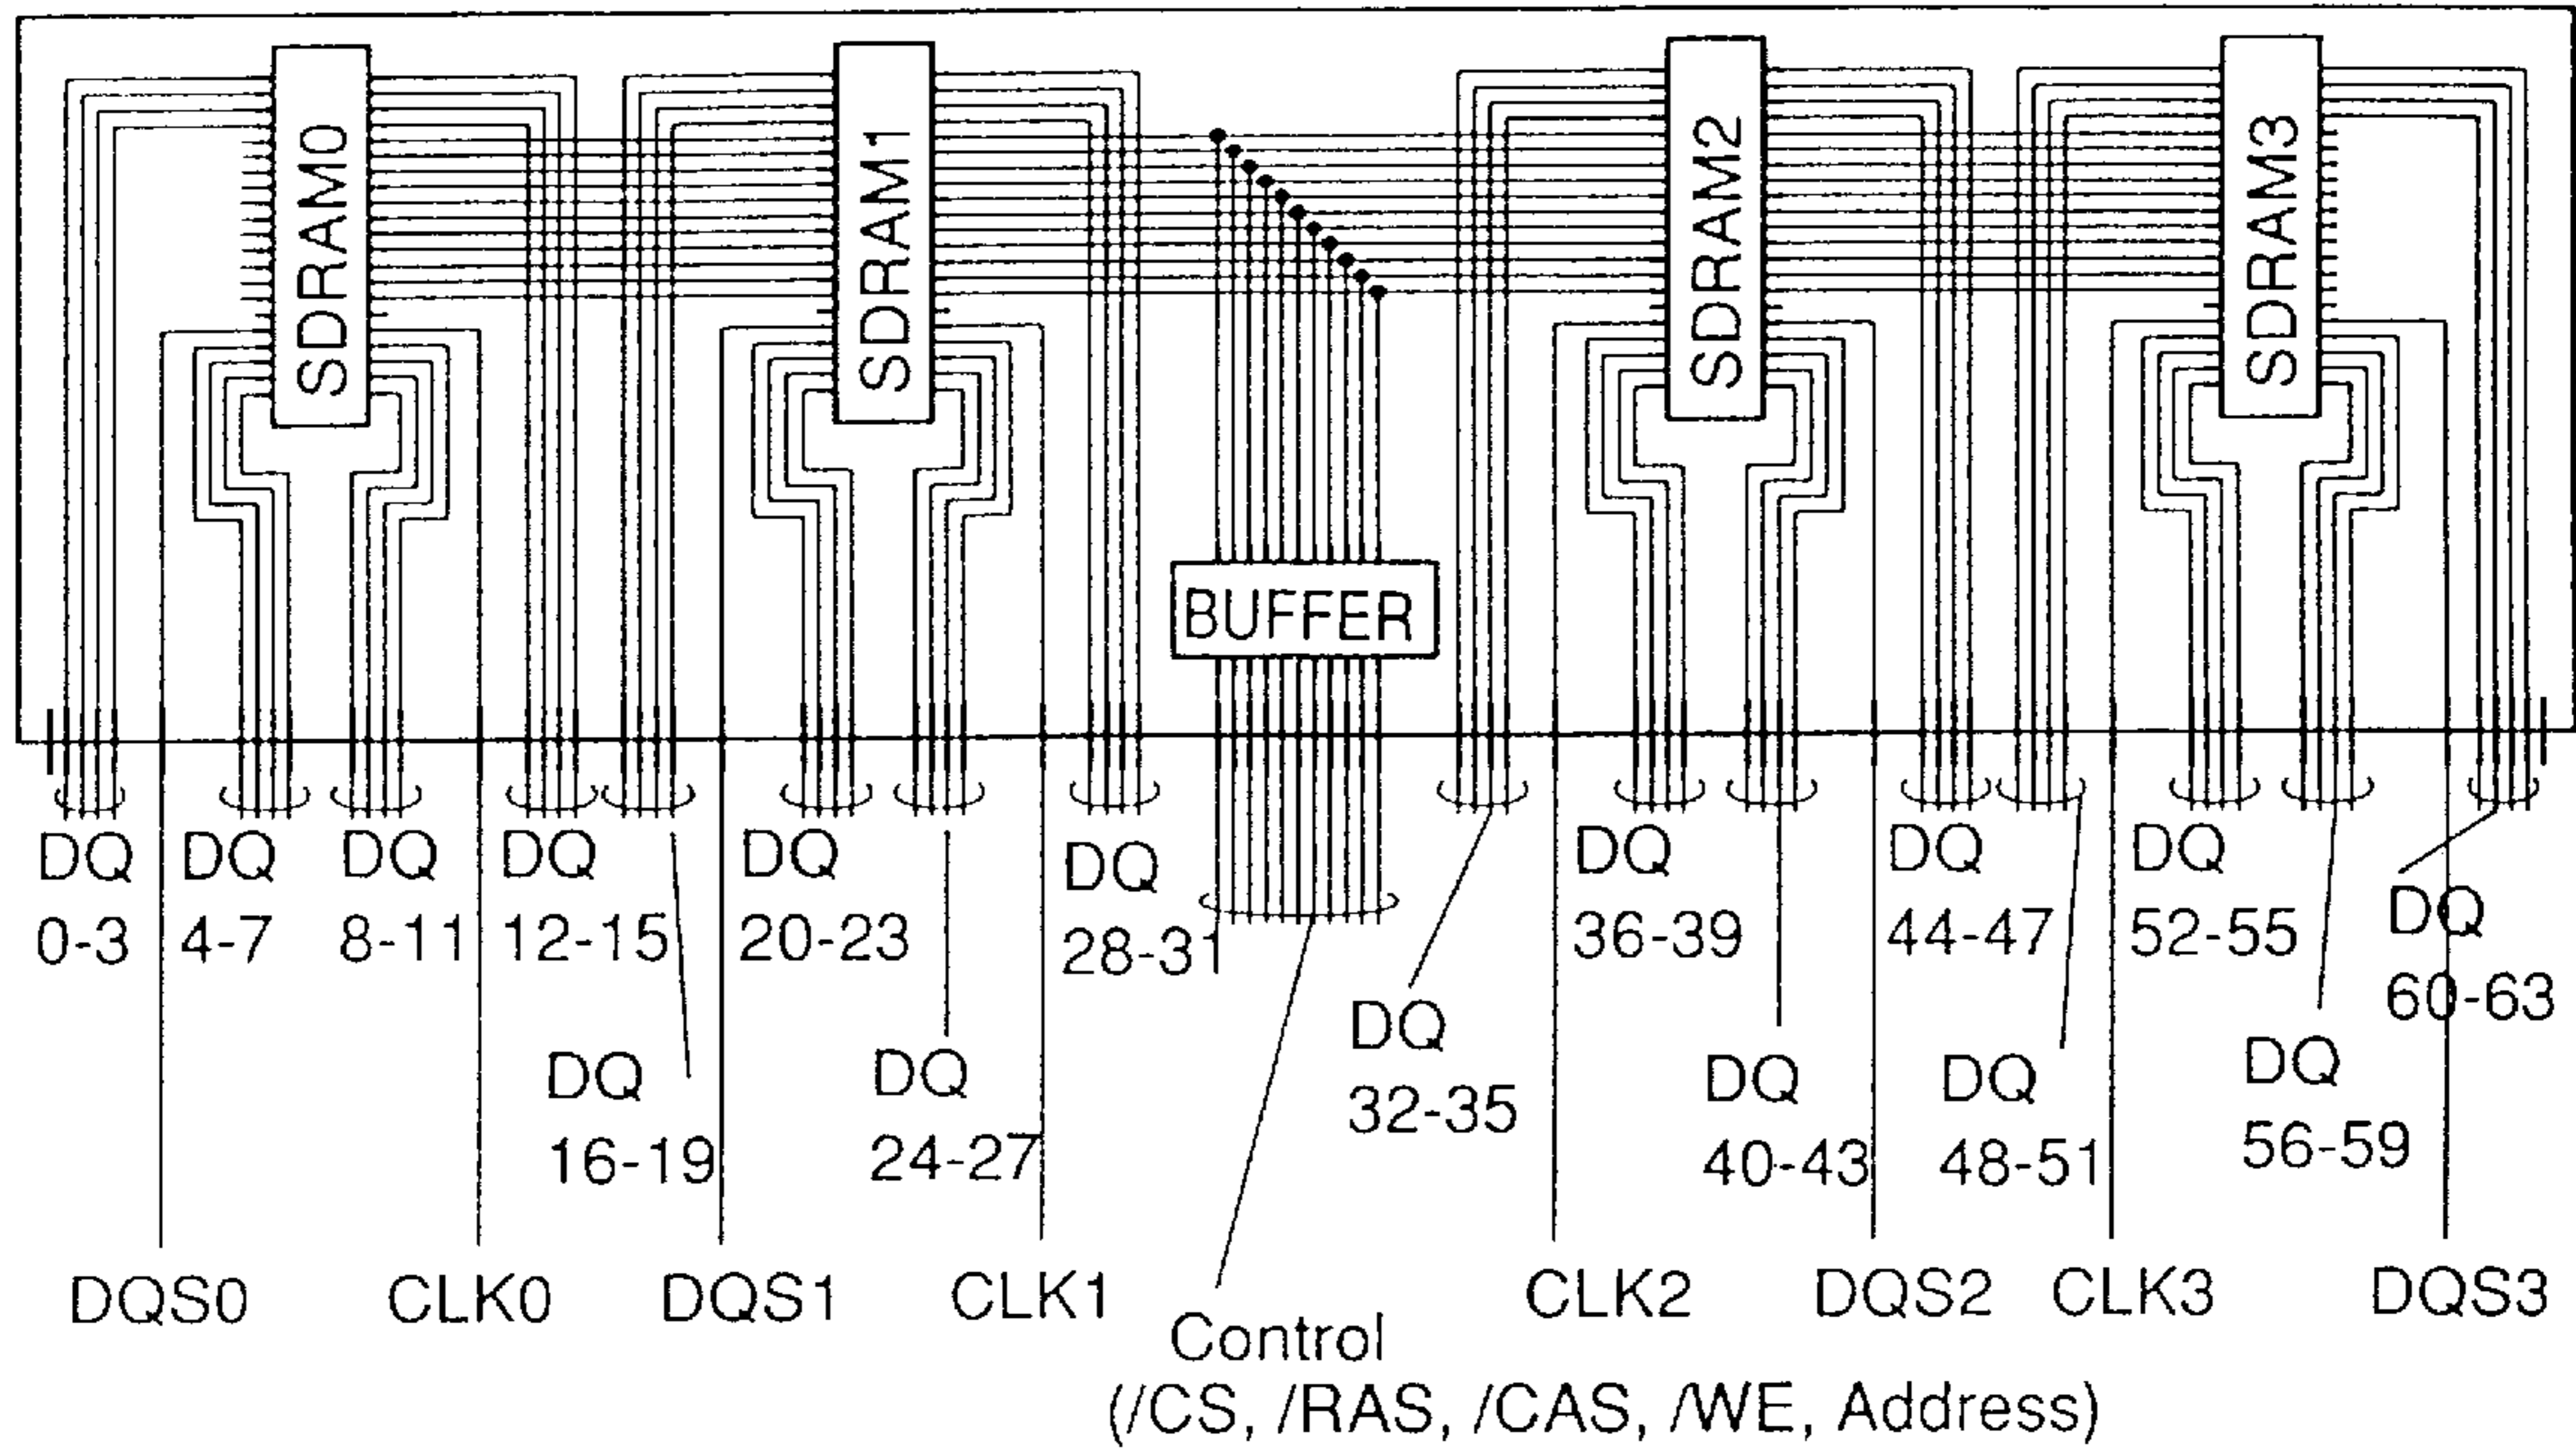 SDRAM0
SDRAM1
SDRAM2
SDRAM3
BUFFER
DQ
0-3
DQ
4-7
DQ
8-11
DQ
12-15
DQ
16-19
DQ
20-23
DQ
24-27
DQ
28-31
DQ
32-35
DQ
36-39
DQ
40-43
DQ
44-47
DQ
48-51
DQ
52-55
DQ
56-59
DQ
60-63
DQS0
CLK0
DQS1
CLK1
CLK2
DQS2
CLK3
DQS3
Control
(/CS, /RAS, /CAS, /WE, Address)